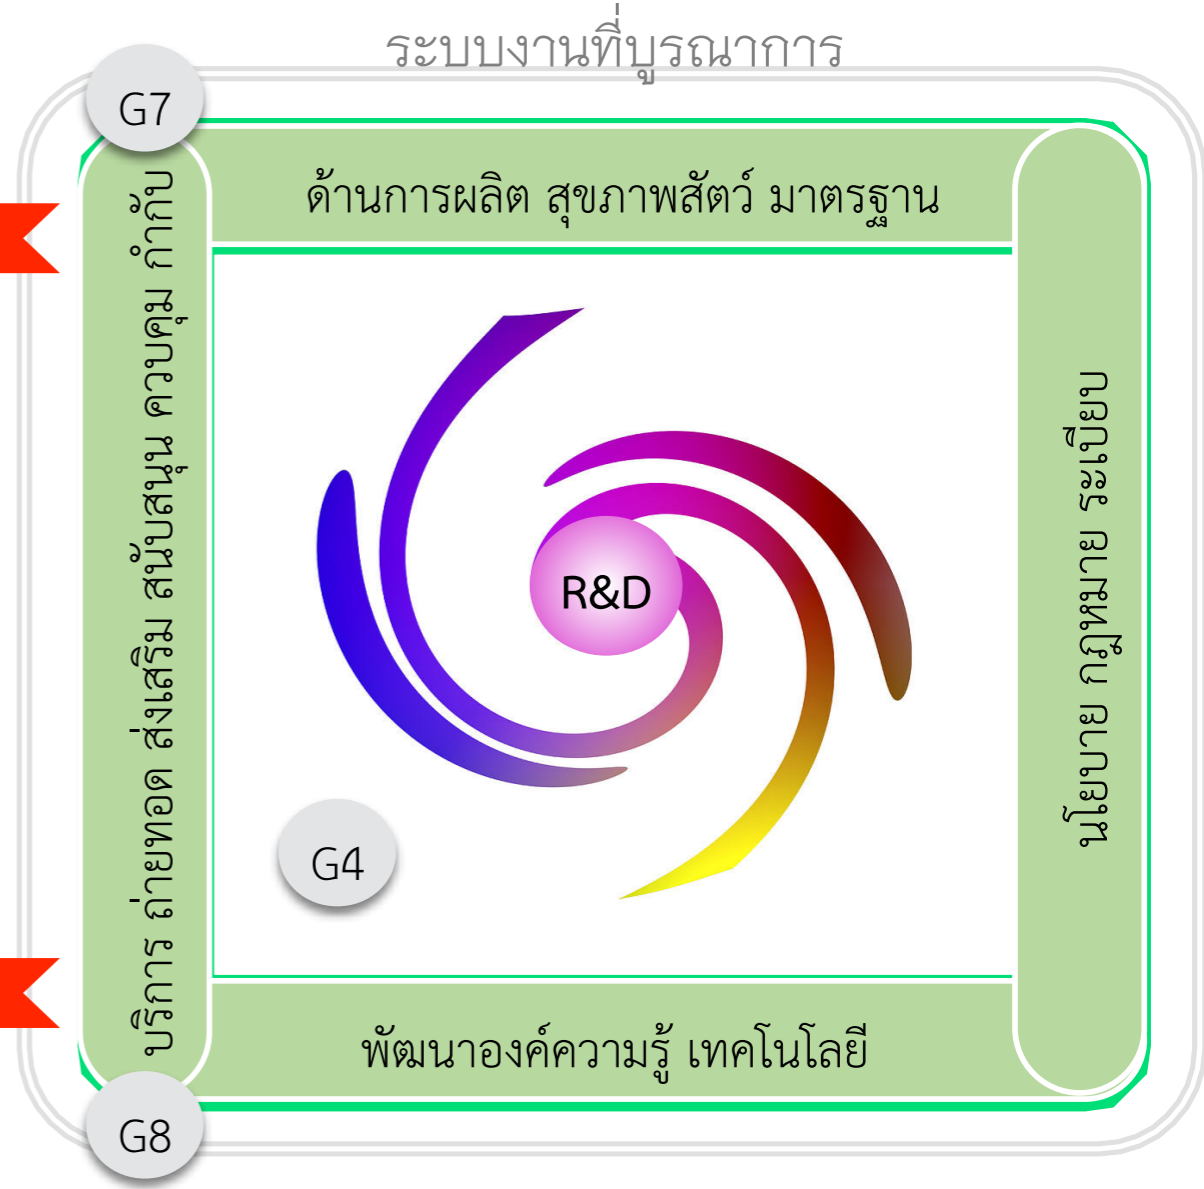 ระบบงานที่บูรณาการ
G7
ด้านการผลิต สุขภาพสัตว์ มาตรฐาน
บริการ ถ่ายทอด ส่งเสริม สนับสนุน ควบคุม กำกับ
นโยบาย กฎหมาย ระเบียบ
R&D
G4
พัฒนาองค์ความรู้ เทคโนโลยี
G8